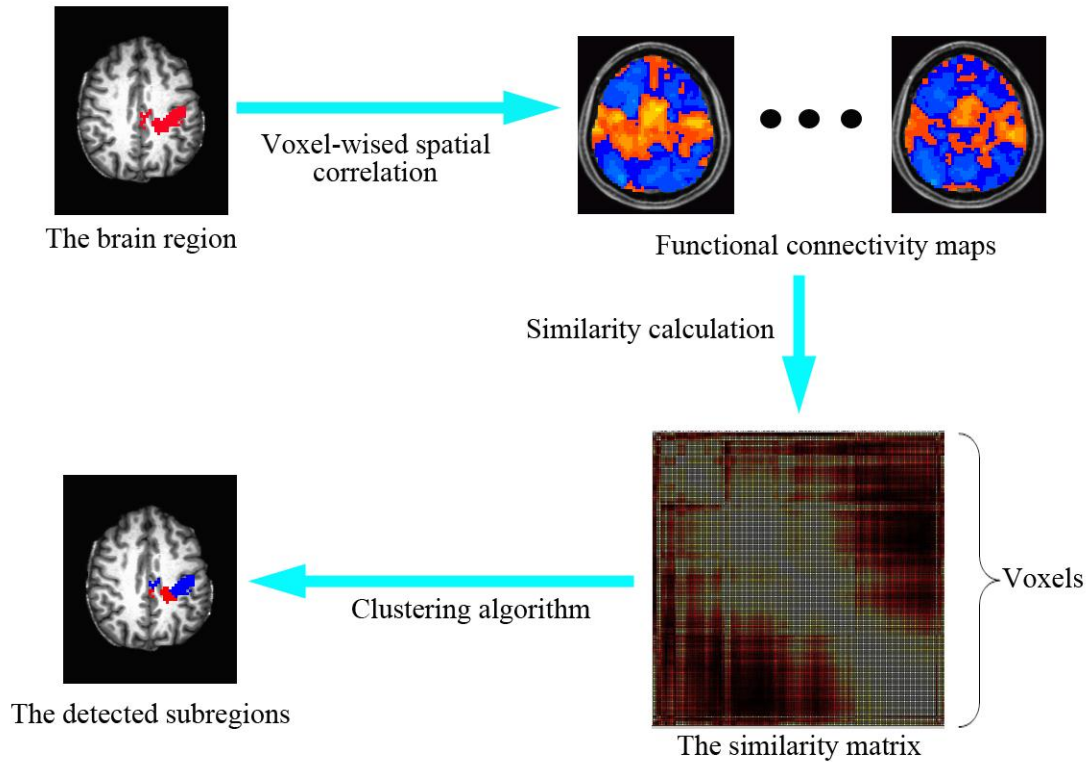 Voxel-wised spatial
correlation
The brain region
Functional connectivity maps
Similarity calculation
Voxels
Clustering algorithm
The detected subregions
The similarity matrix